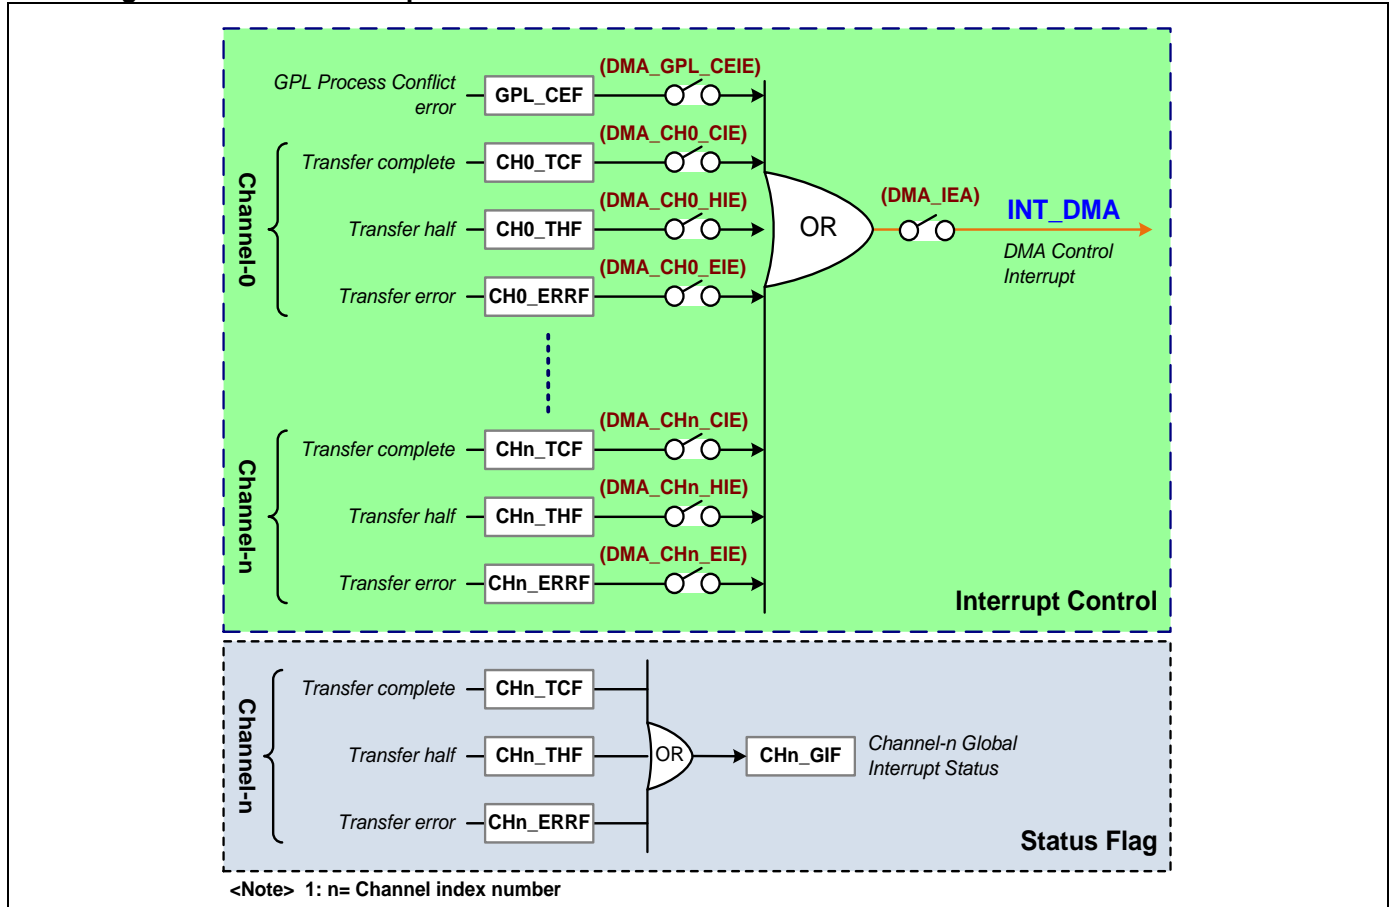 (DMA_GPL_CEIE)
GPL Process Conflict
error
GPL_CEF
(DMA_CH0_CIE)
Channel-0
Transfer complete
CH0_TCF
(DMA_CH0_HIE)
Transfer half
CH0_THF
(DMA_CH0_EIE)
Transfer error
CH0_ERRF
OR
(DMA_IEA)
INT_DMA
DMA Control
Interrupt
(DMA_CHn_CIE)
Channel-n
Transfer complete
CHn_TCF
(DMA_CHn_HIE)
Transfer half
CHn_THF
(DMA_CHn_EIE)
Transfer error
CHn_ERRF
Interrupt Control
Channel-n
Transfer complete
CHn_TCF
Transfer half
CHn_THF
OR
CHn_GIF
Channel-n Global
Interrupt Status
Transfer error
CHn_ERRF
Status Flag
<Note> 1: n= Channel index number